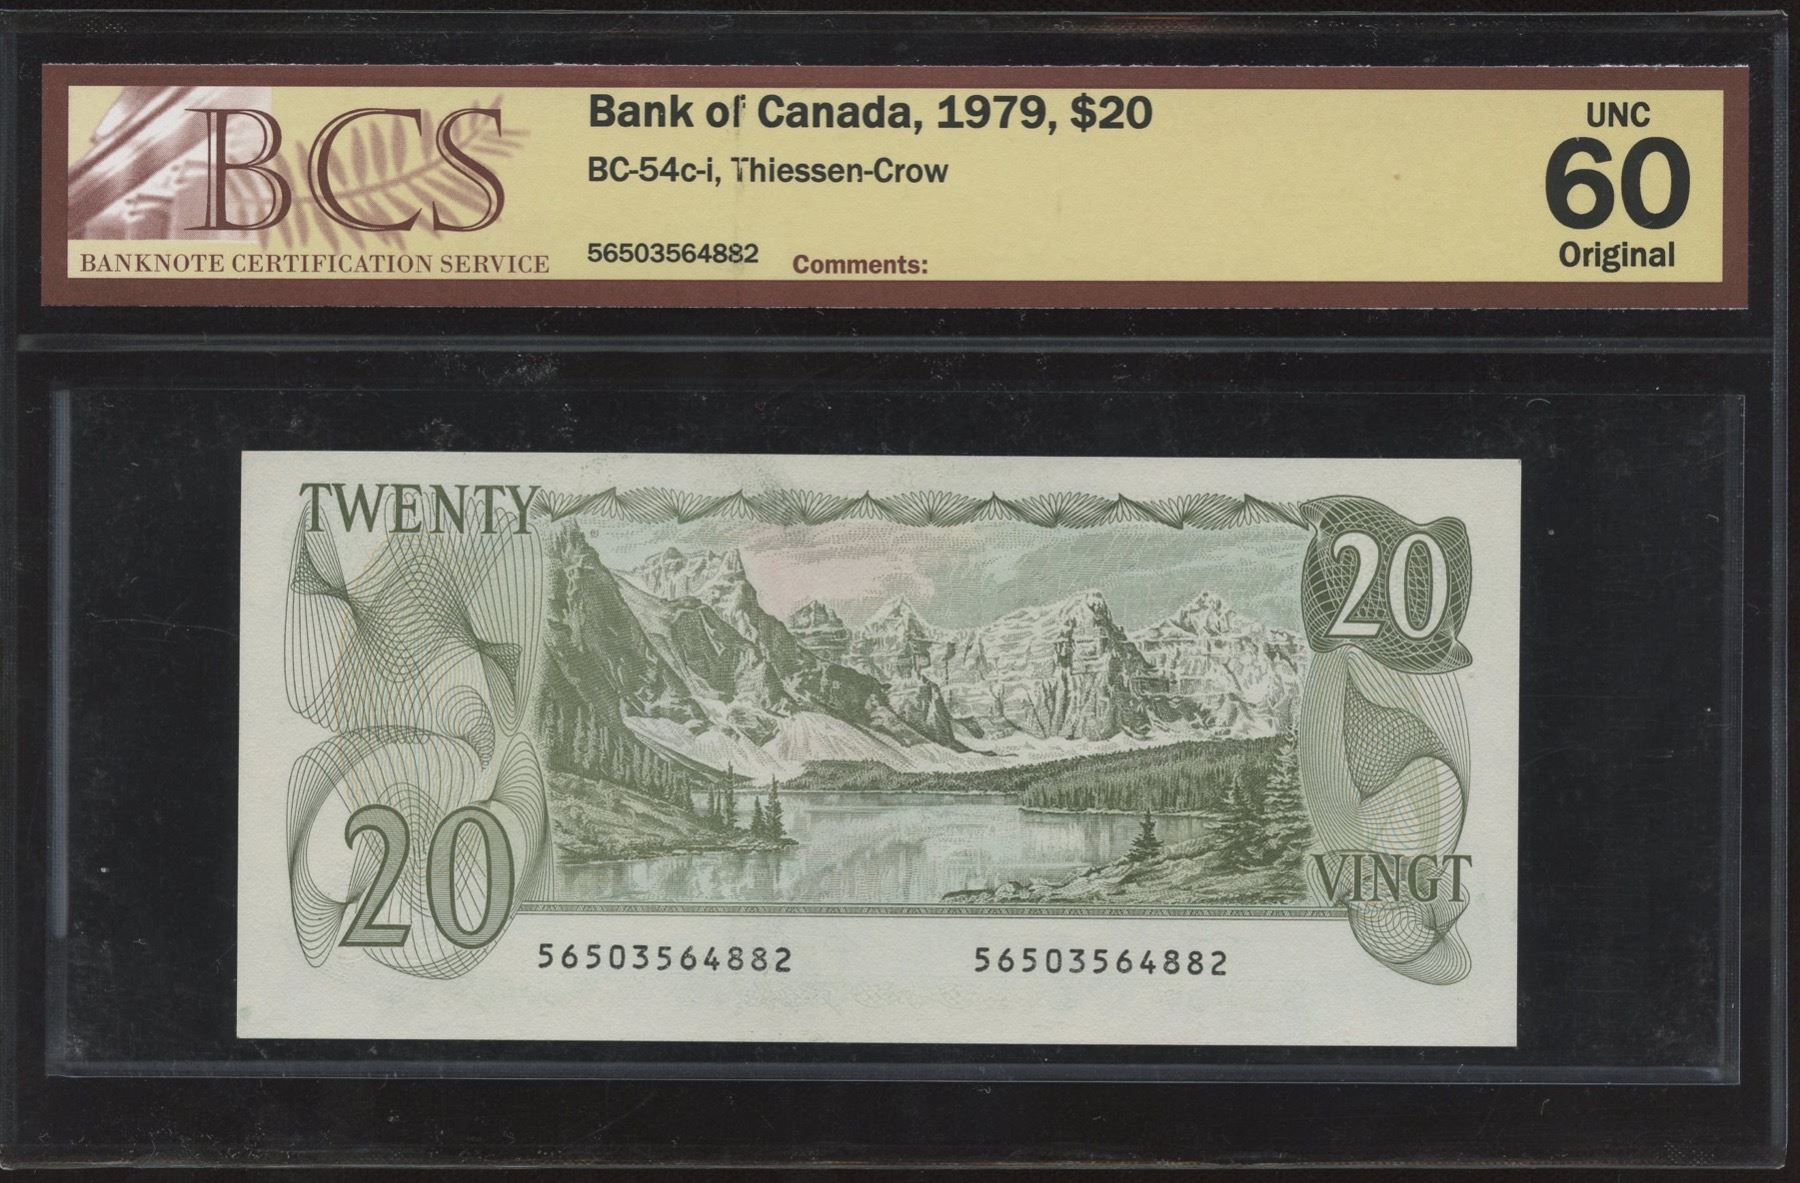 BCS
BANKNOTE CERTIFICATION SERVICE
Bank of Canada, 1979, $20
BC-54c-i, Thiessen-Crow
56503564882
Comments:
UNC
60
Original
TWENTY
20
20
VINGT
56503564882 56503564882